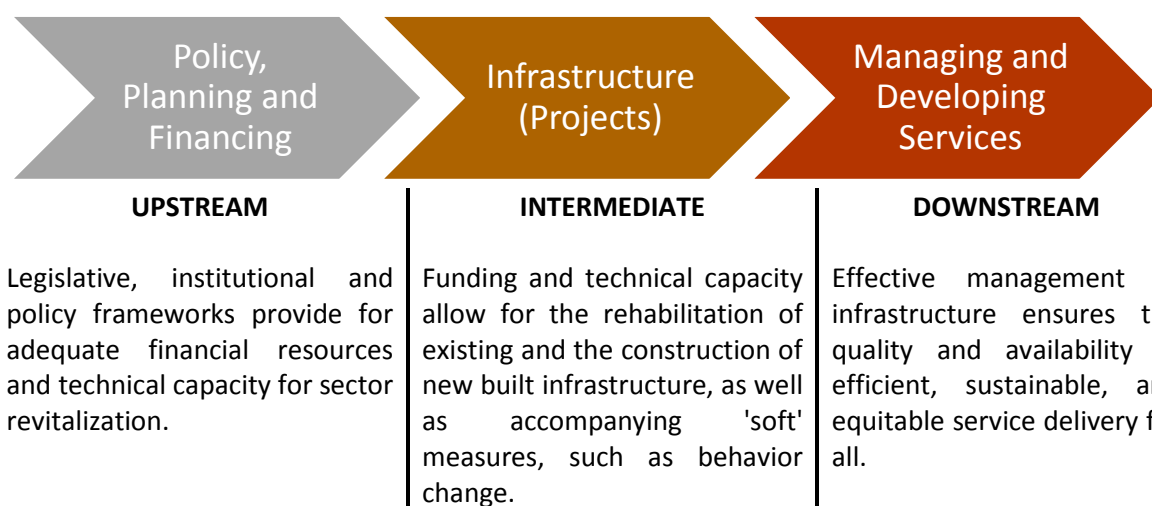 Policy,
Planning and
Financing
Infrastructure
(Projects)
Managing and
Developing
Services
UPSTREAM
Legislative, institutional and
policy frameworks provide for
adequate financial resources
and technical capacity for sector
revitalization.
INTERMEDIATE
Funding and technical capacity
allow for the rehabilitation of
existing and the construction of
new built infrastructure, as well
as accompanying 'soft'
measures, such as behavior
change.
DOWNSTREAM
Effective management
infrastructure ensures
quality and availability
efficient, sustainable,
equitable service delivery
all.